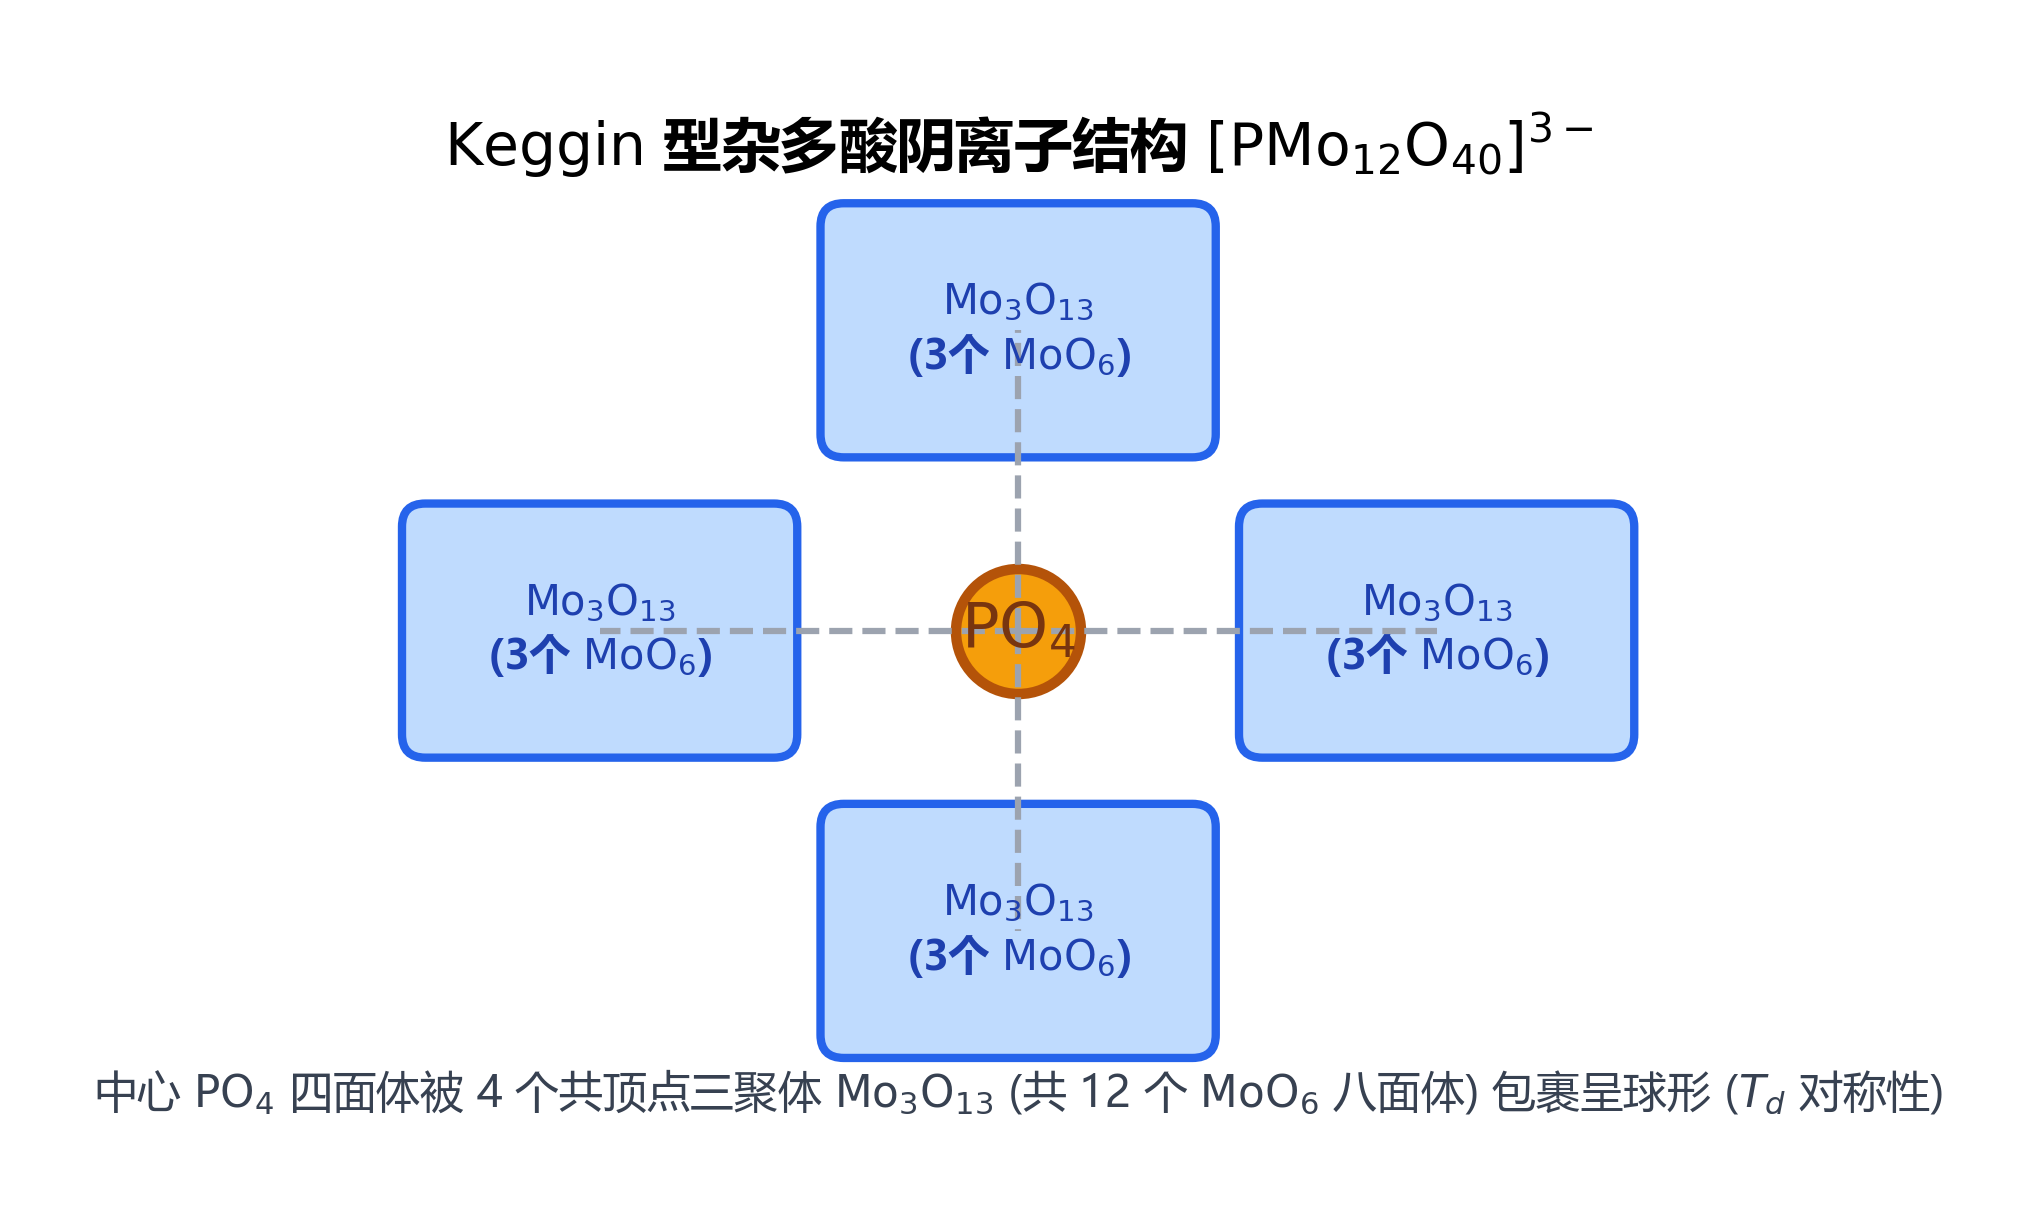 Keggin 型杂多酸阴离子结构 [PMo₁₂O₄₀]³⁻
Mo₃O₁₃
(3个 MoO₆)
Mo₃O₁₃
(3个 MoO₆)
PO₄
Mo₃O₁₃
(3个 MoO₆)
Mo₃O₁₃
(3个 MoO₆)
中心 PO₄ 四面体被 4 个共顶点三聚体 Mo₃O₁₃ (共 12 个 MoO₆ 八面体) 包裹呈球形 (T_d 对称性)